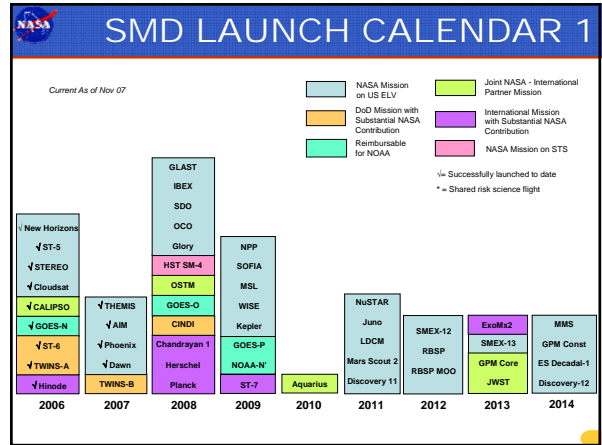 NASA
SMD LAUNCH CALENDAR 1
Current As of Nov 07
NASA Mission
on US ELV
DoD Mission with
Substantial NASA
Contribution
Reimbursable
for NOAA
Joint NASA - International
Partner Mission
International Mission
with Substantial NASA
Contribution
NASA Mission on STS
√= Successfully launched to date
* = Shared risk science flight
√ New Horizons
√ ST-5
√ STEREO
√ Cloudsat
√ CALIPSO
√ GOES-N
√ ST-6
√ TWINS-A
√ Hinode
2006
√ THEMIS
√ AIM
√ Phoenix
√ Dawn
TWINS-B
2007
GLAST
IBEX
SDO
OCO
Glory
HST SM-4
OSTM
GOES-O
CINDI
Chandrayan 1
Herschel
Planck
2008
NPP
SOFIA
MSL
WISE
Kepler
GOES-P
NOAA-N'
ST-7
2009
Aquarius
2010
NuSTAR
Juno
LDCM
Mars Scout 2
Discovery 11
2011
SMEX-12
RBSP
RBSP MOO
2012
ExoMx2
SMEX-13
GPM Core
JWST
2013
MMS
GPM Const
ES Decadal-1
Discovery-12
2014